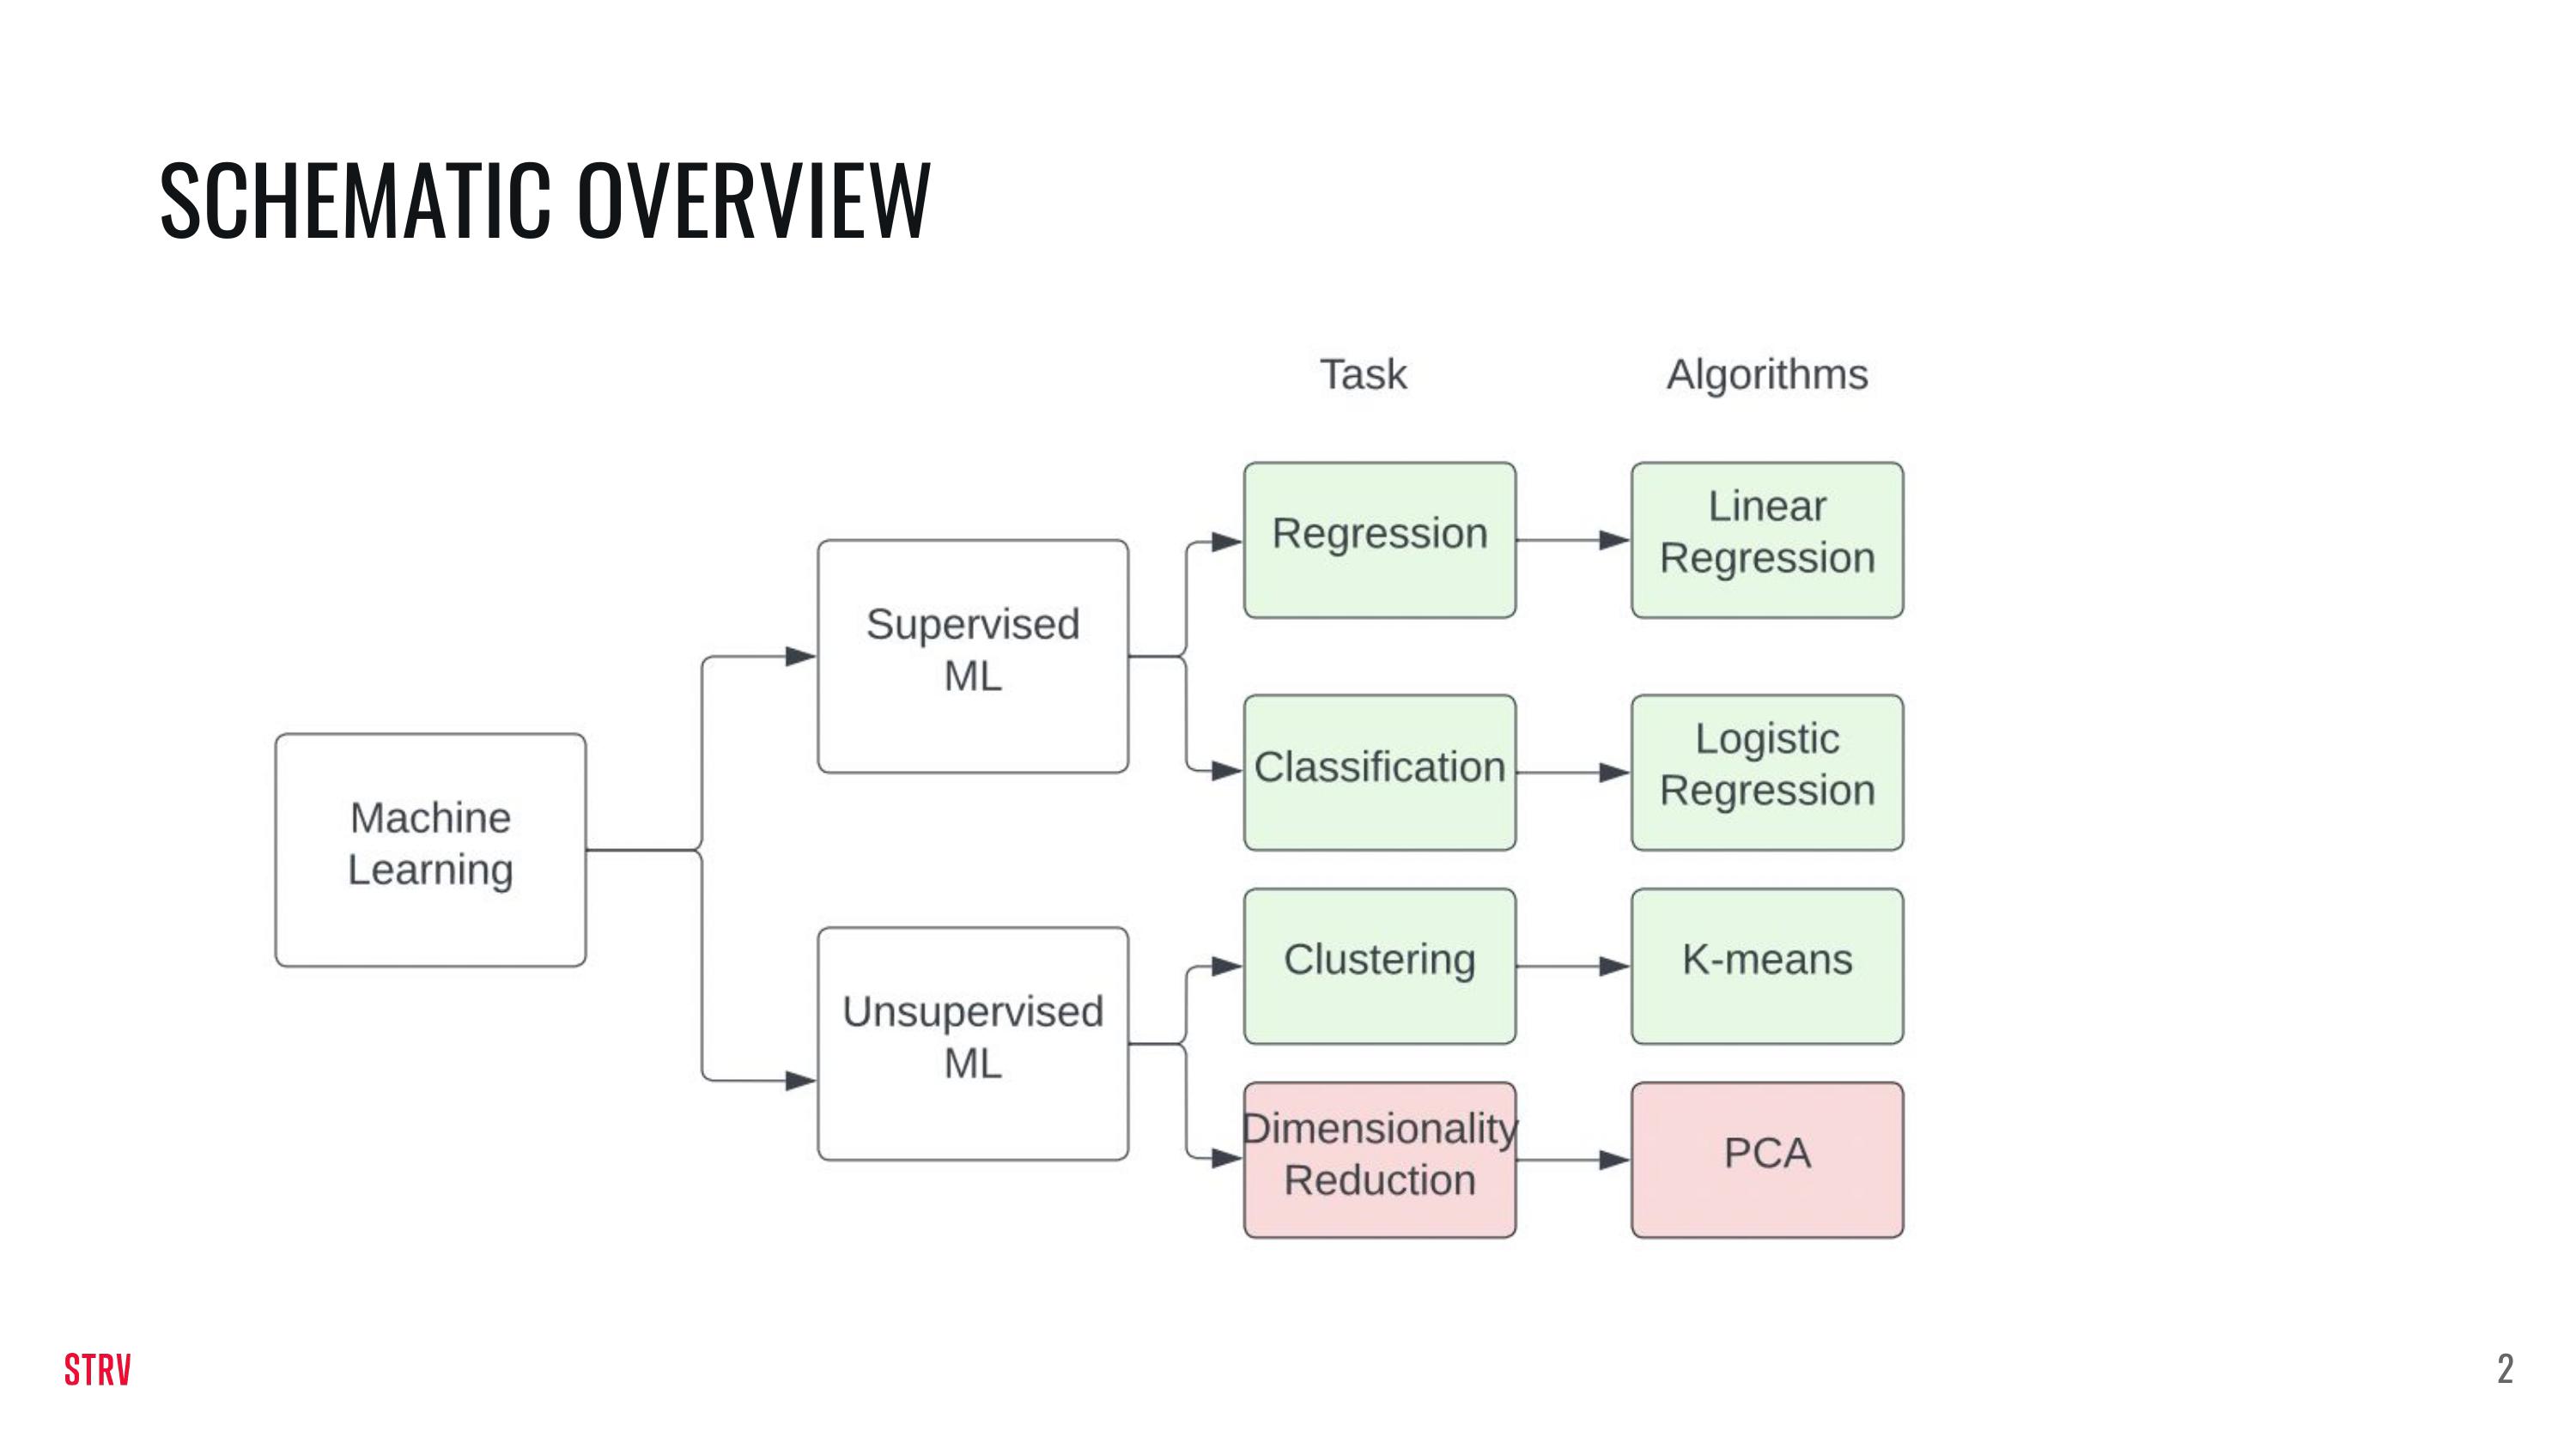 SCHEMATIC OVERVIEW
Task
Algorithms
Regression
Linear
Regression
Supervised
ML
Classification
Logistic
Regression
Machine
Learning
Clustering
K-means
Unsupervised
ML
Dimensionality
Reduction
PCA
STRV
2